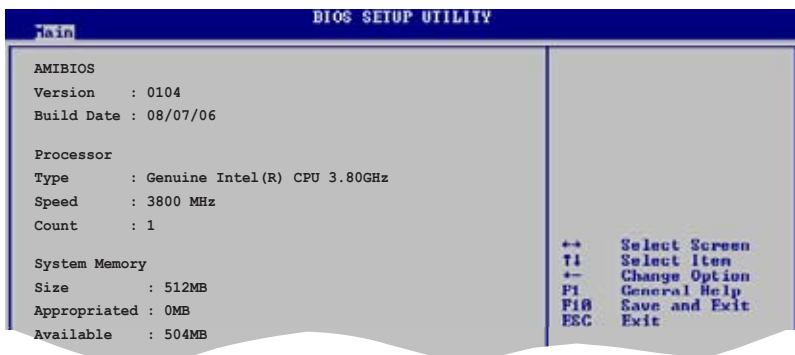 BIOS SETUP UTILITY
Main
AMIBIOS
Version : 0104
Build Date : 08/07/06
Processor
Type : Genuine Intel(R) CPU 3.80GHz
Speed : 3800 MHz
Count : 1
System Memory
Size : 512MB
Appropriated : 0MB
Available : 504MB
←→ Select Screen
↑↓ Select Item
+- Change Option
F1 General Help
F10 Save and Exit
ESC Exit